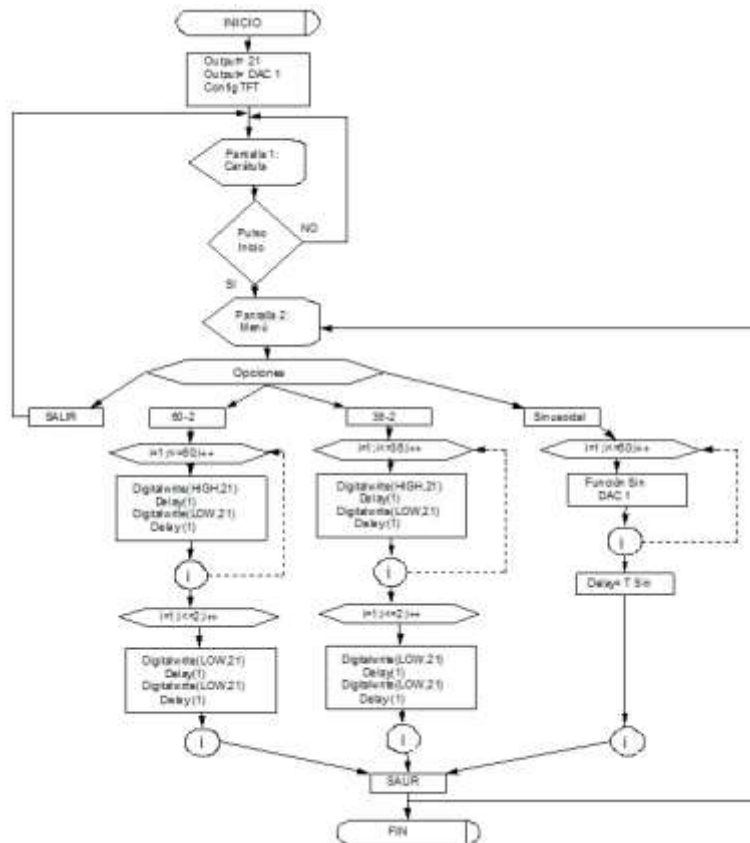 INICIO
Output= 21
Output= DAC 1
Config TFT
Pantalla 1:
Carátula
Pulso
Inicio
NO
SI
Pantalla 2:
Menú
Opciones
SALIR
60-2
36-2
Sinusoidal
i=1;i<=60;i++
i=1;i<=36;i++
i=1;i<=60;i++
Digitalwrite(HIGH,21)
Delay(1)
Digitalwrite(LOW,21)
Delay(1)
Digitalwrite(HIGH,21)
Delay(1)
Digitalwrite(LOW,21)
Delay(1)
Función Sin
DAC 1
i
i
i
Delay= T Sin
i=1;i<=2;i++
i=1;i<=2;i++
Digitalwrite(LOW,21)
Delay(1)
Digitalwrite(LOW,21)
Delay(1)
Digitalwrite(LOW,21)
Delay(1)
Digitalwrite(LOW,21)
Delay(1)
i
i
i
SALIR
FIN